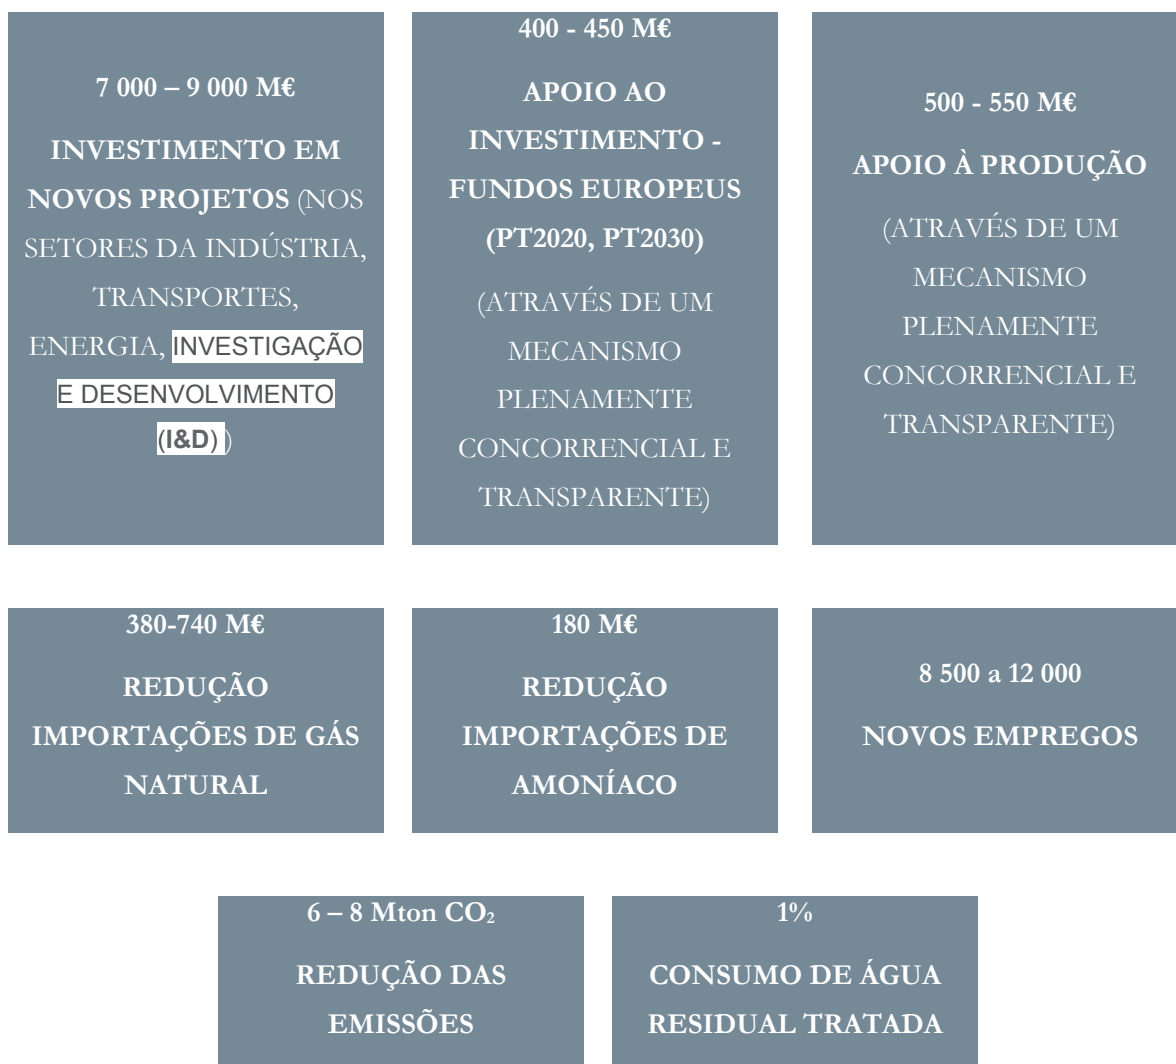 7 000 – 9 000 M€
INVESTIMENTO EM
NOVOS PROJETOS (NOS
SETORES DA INDÚSTRIA,
TRANSPORTES,
ENERGIA, INVESTIGAÇÃO
E DESENVOLVIMENTO
(I&D) )
400 - 450 M€
APOIO AO
INVESTIMENTO -
FUNDOS EUROPEUS
(PT2020, PT2030)
(ATRAVÉS DE UM
MECANISMO
PLENAMENTE
CONCORRENCIAL E
TRANSPARENTE)
500 - 550 M€
APOIO À PRODUÇÃO
(ATRAVÉS DE UM
MECANISMO
PLENAMENTE
CONCORRENCIAL E
TRANSPARENTE)
380-740 M€
REDUÇÃO
IMPORTAÇÕES DE GÁS
NATURAL
180 M€
REDUÇÃO
IMPORTAÇÕES DE
AMONÍACO
8 500 a 12 000
NOVOS EMPREGOS
6 – 8 Mton CO₂
REDUÇÃO DAS
EMISSÕES
1%
CONSUMO DE ÁGUA
RESIDUAL TRATADA